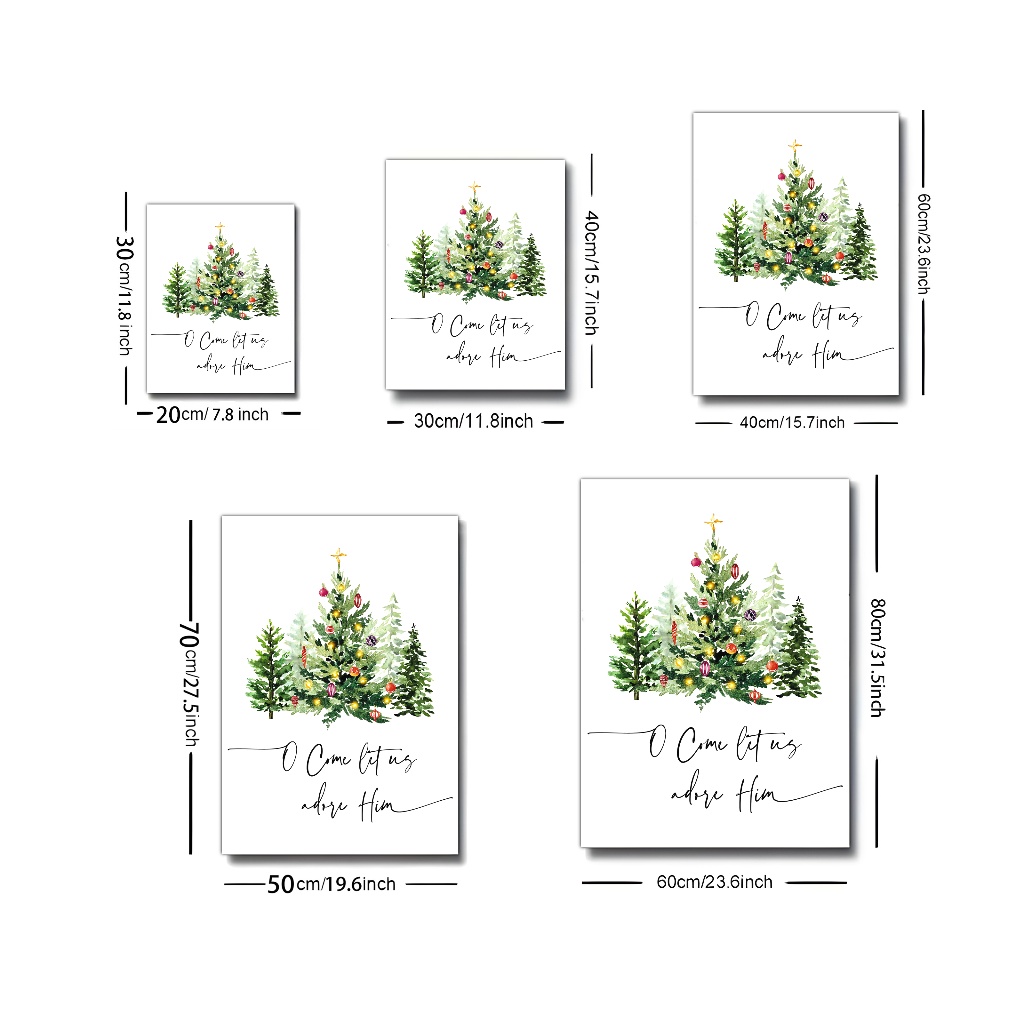 30cm/11.8 inch
O Come let us
adore Him
20cm/ 7.8 inch
40cm/15.7inch
O Come let us
adore Him
30cm/11.8inch
60cm/23.6inch
O Come let us
adore Him
40cm/15.7inch
70cm/27.5inch
O Come let us
adore Him
50cm/19.6inch
80cm/31.5inch
O Come let us
adore Him
60cm/23.6inch